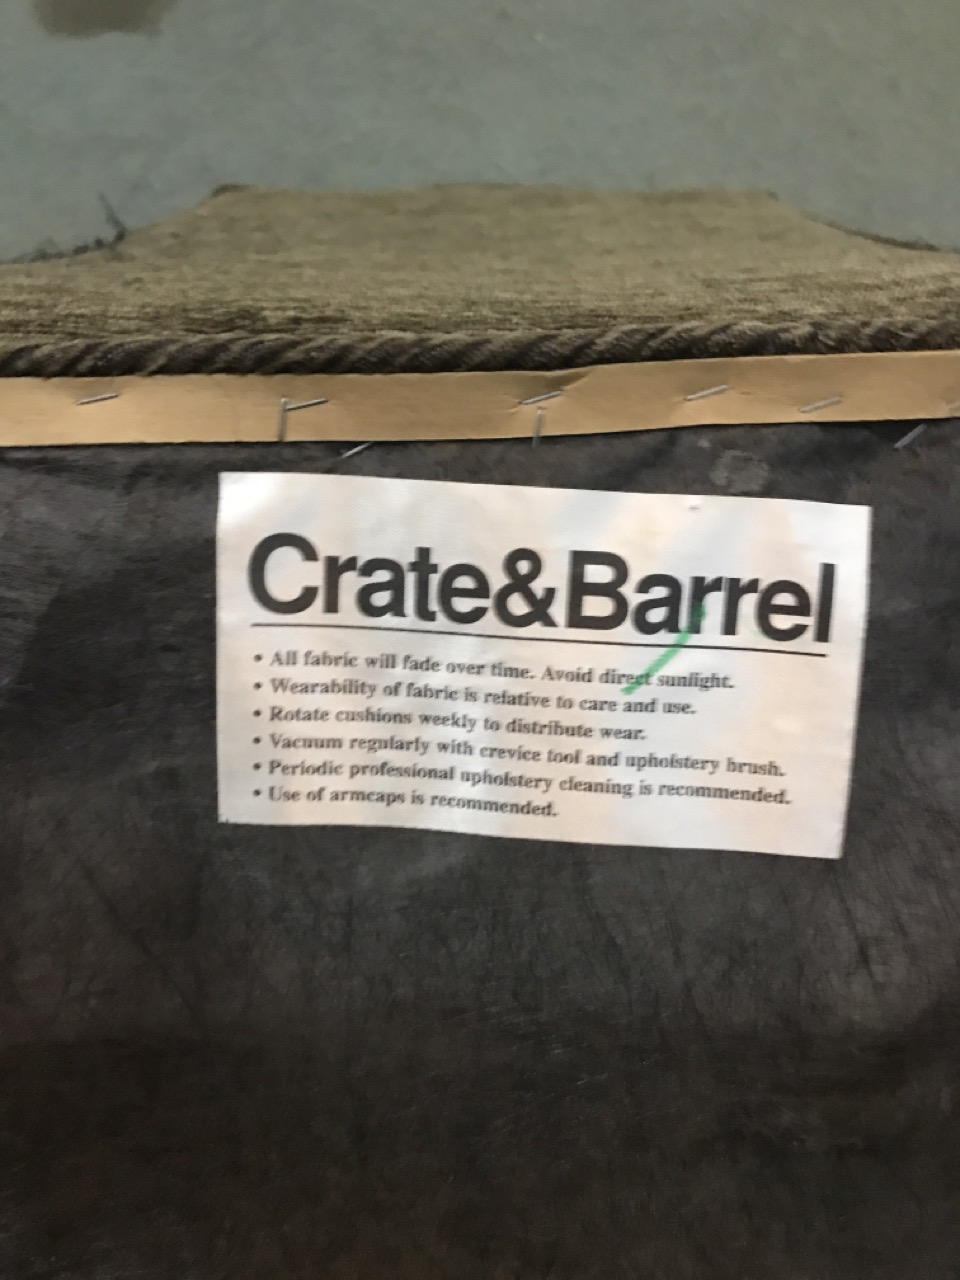 Crate&Barrel
• All fabric will fade over time. Avoid direct sunlight.
• Wearability of fabric is relative to care and use.
• Rotate cushions weekly to distribute wear.
• Vacuum regularly with crevice tool and upholstery brush.
• Periodic professional upholstery cleaning is recommended.
• Use of armcaps is recommended.